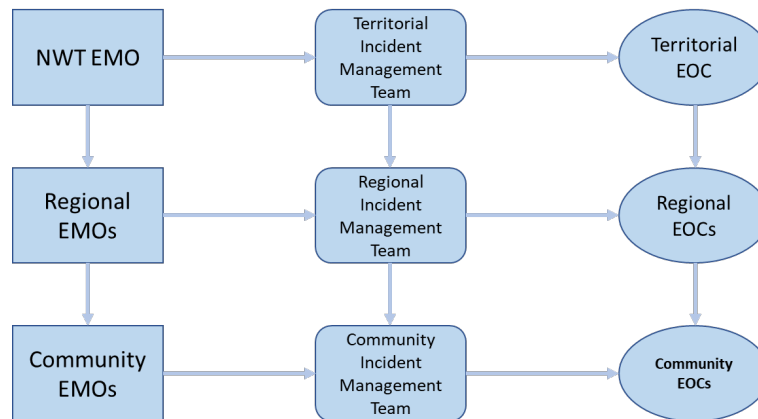 NWT EMO
Territorial
Incident
Management
Team
Territorial
EOC
Regional
EMOs
Regional
Incident
Management
Team
Regional
EOCs
Community
EMOs
Community
Incident
Management
Team
Community
EOCs